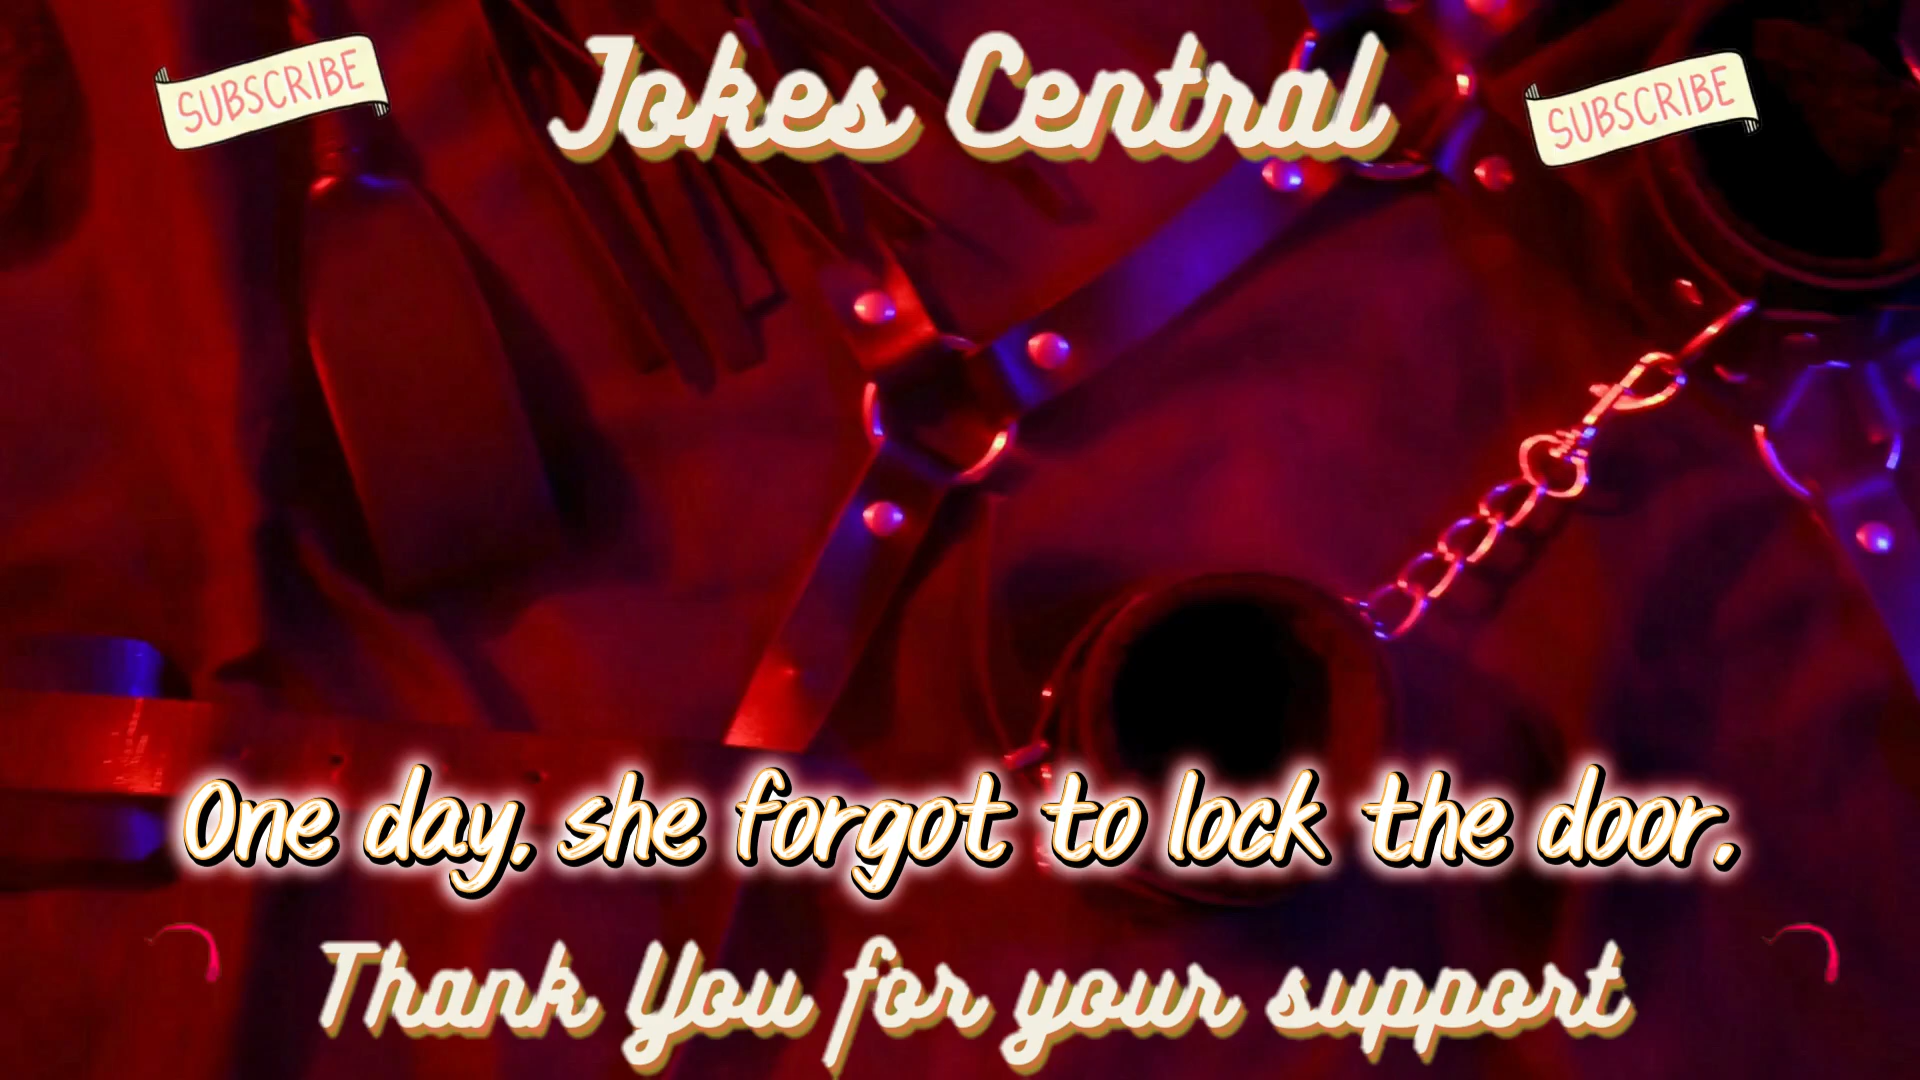 SUBSCRIBE
Jokes Central
SUBSCRIBE
One day, she forgot to lock the door,
Thank You for your support